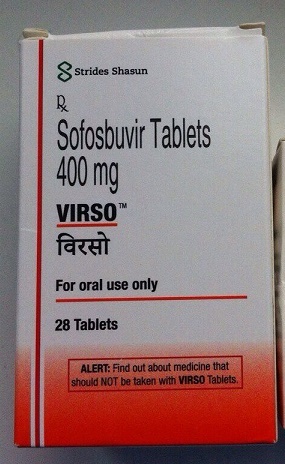 Strides Shasun
℞
Sofosbuvir Tablets
400 mg
VIRSO™
विरसो
For oral use only
28 Tablets
ALERT: Find out about medicine that
should NOT be taken with VIRSO Tablets.